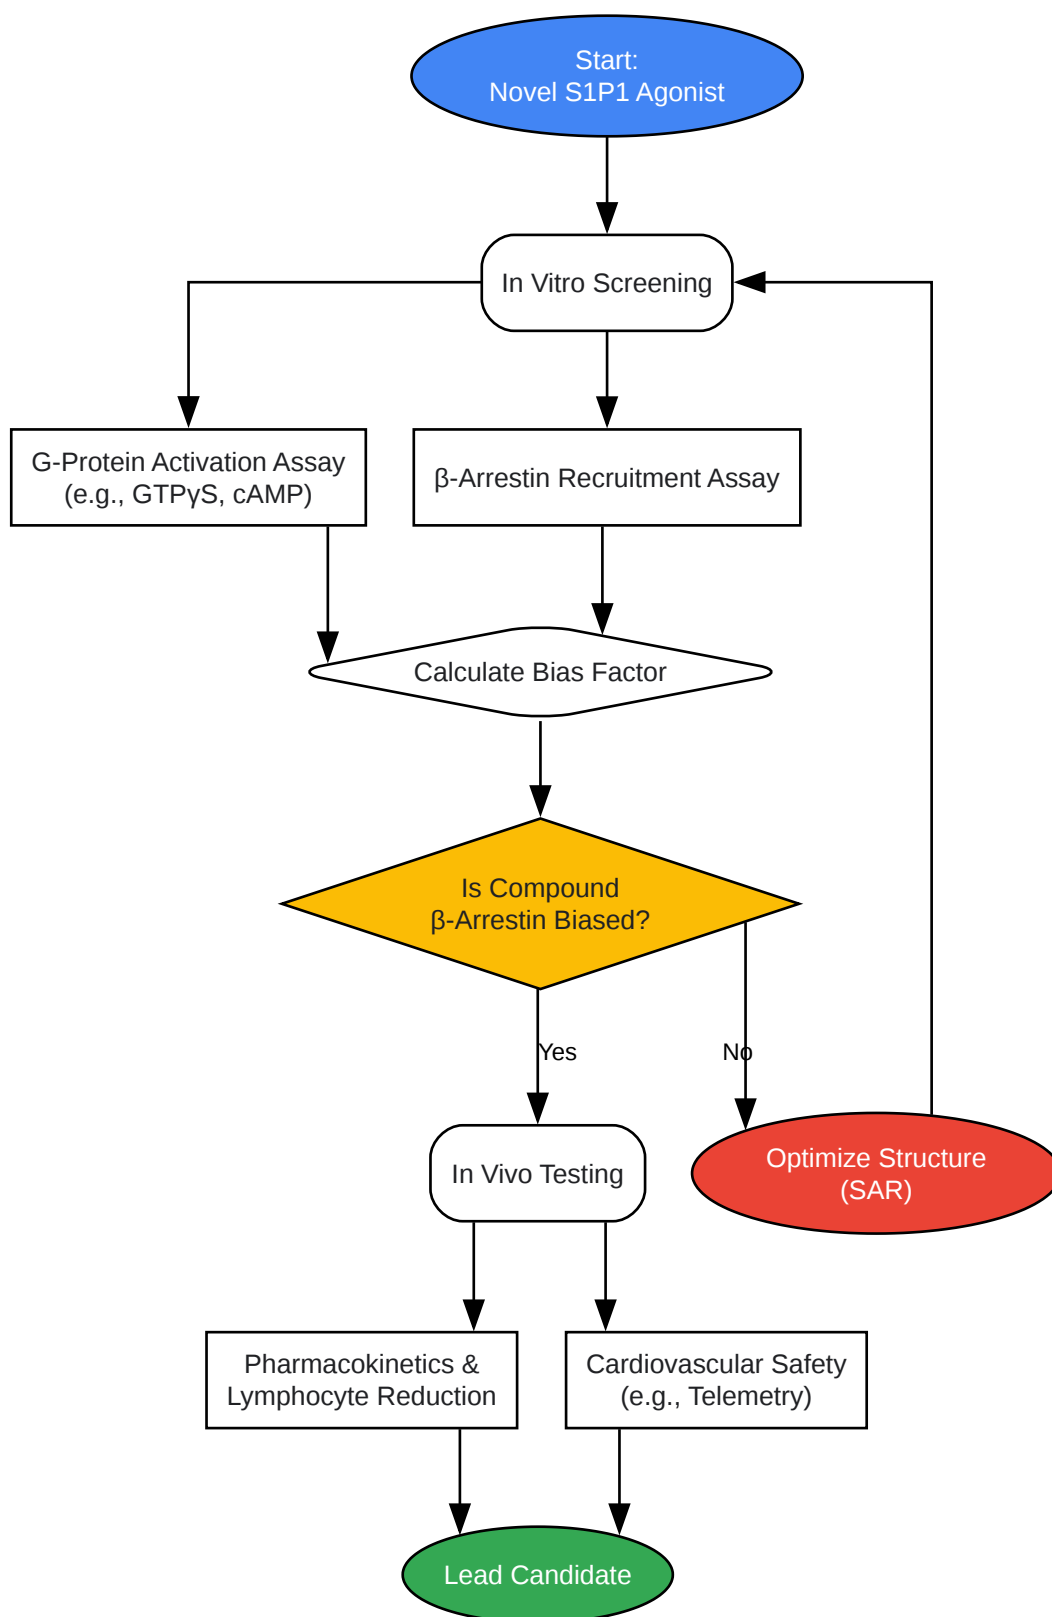 Start:
Novel S1P1 Agonist
In Vitro Screening
G-Protein Activation Assay
(e.g., GTPγS, cAMP)
β-Arrestin Recruitment Assay
Calculate Bias Factor
Is Compound
β-Arrestin Biased?
Yes
No
In Vivo Testing
Optimize Structure
(SAR)
Pharmacokinetics &
Lymphocyte Reduction
Cardiovascular Safety
(e.g., Telemetry)
Lead Candidate